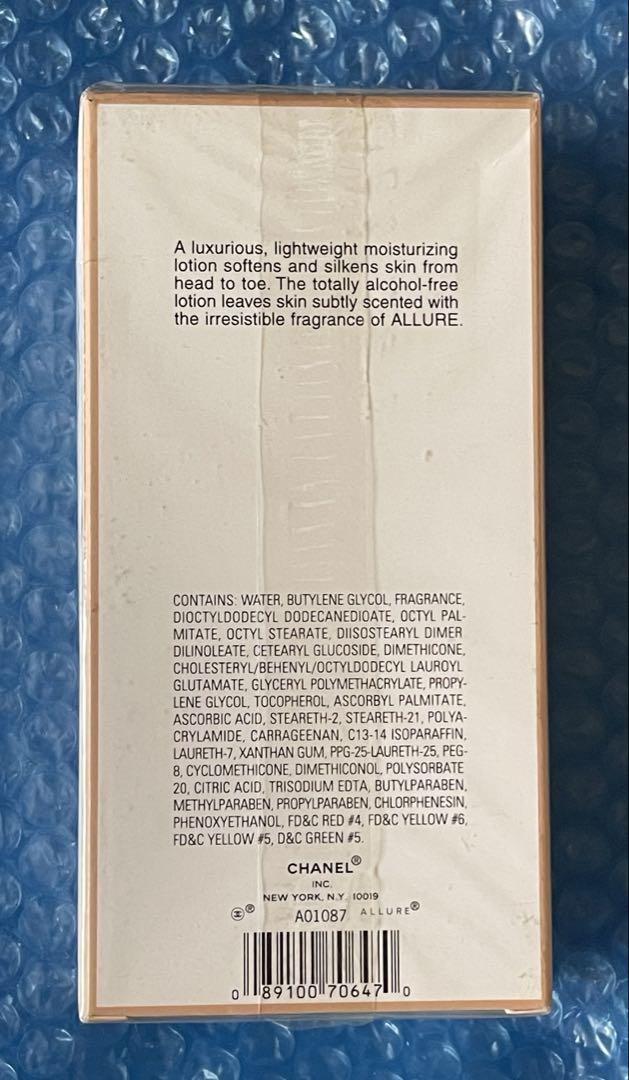 A luxurious, lightweight moisturizing
lotion softens and silkens skin from
head to toe. The totally alcohol-free
lotion leaves skin subtly scented with
the irresistible fragrance of ALLURE.
CONTAINS: WATER, BUTYLENE GLYCOL, FRAGRANCE,
DIOCTYLDODECYL DODECANEDIOATE, OCTYL PAL-
MITATE, OCTYL STEARATE, DIISOSTEARYL DIMER
DILINOLEATE, CETEARYL GLUCOSIDE, DIMETHICONE,
CHOLESTERYL/BEHENYL/OCTYLDODECYL LAUROYL
GLUTAMATE, GLYCERYL POLYMETHACRYLATE, PROPY-
LENE GLYCOL, TOCOPHEROL, ASCORBYL PALMITATE,
ASCORBIC ACID, STEARETH-2, STEARETH-21, POLYA-
CRYLAMIDE, CARRAGEENAN, C13-14 ISOPARAFFIN,
LAURETH-7, XANTHAN GUM, PPG-25-LAURETH-25, PEG-
8, CYCLOMETHICONE, DIMETHICONOL, POLYSORBATE
20, CITRIC ACID, TRISODIUM EDTA, BUTYLPARABEN,
METHYLPARABEN, PROPYLPARABEN, CHLORPHENESIN,
PHENOXYETHANOL, FD&C RED #4, FD&C YELLOW #6,
FD&C YELLOW #5, D&C GREEN #5.
CHANEL®
INC.
NEW YORK, N.Y. 10019
® A01087 ALLURE®
0 89100 70647 0